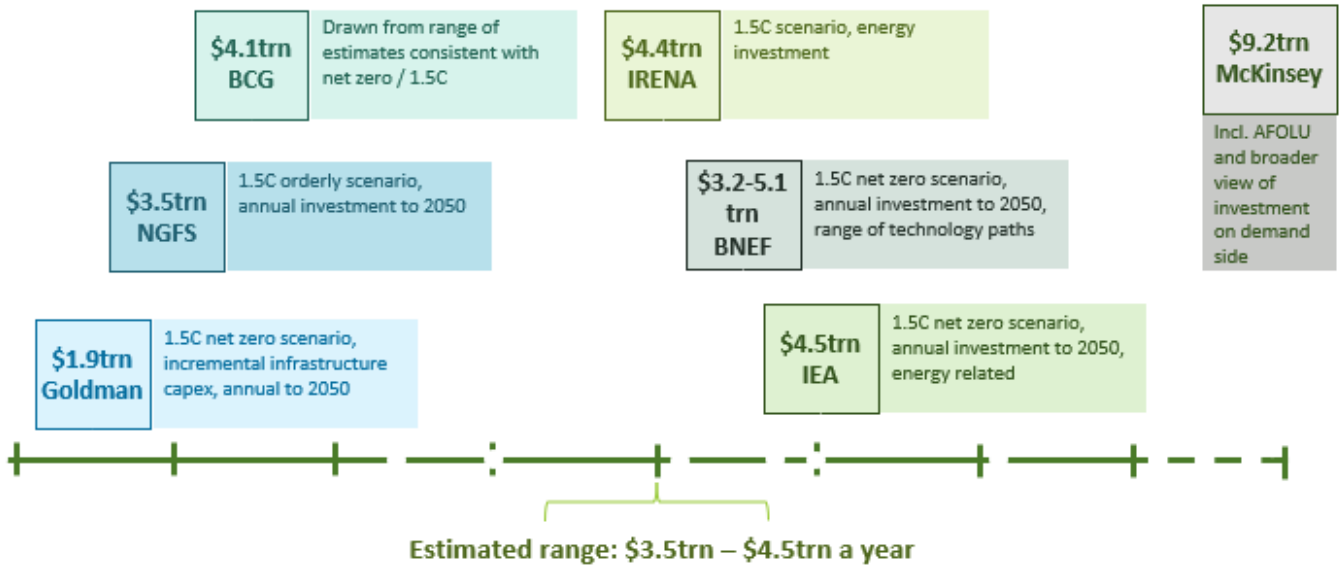 $4.1trn
BCG
Drawn from range of
estimates consistent with
net zero / 1.5C
$4.4trn
IRENA
1.5C scenario, energy
investment
$9.2trn
McKinsey
Incl. AFOLU
and broader
view of
investment
on demand
side
$3.5trn
NGFS
1.5C orderly scenario,
annual investment to 2050
$3.2-5.1
trn
BNEF
1.5C net zero scenario,
annual investment to 2050,
range of technology paths
$1.9trn
Goldman
1.5C net zero scenario,
incremental infrastructure
capex, annual to 2050
$4.5trn
IEA
1.5C net zero scenario,
annual investment to 2050,
energy related
Estimated range: $3.5trn – $4.5trn a year